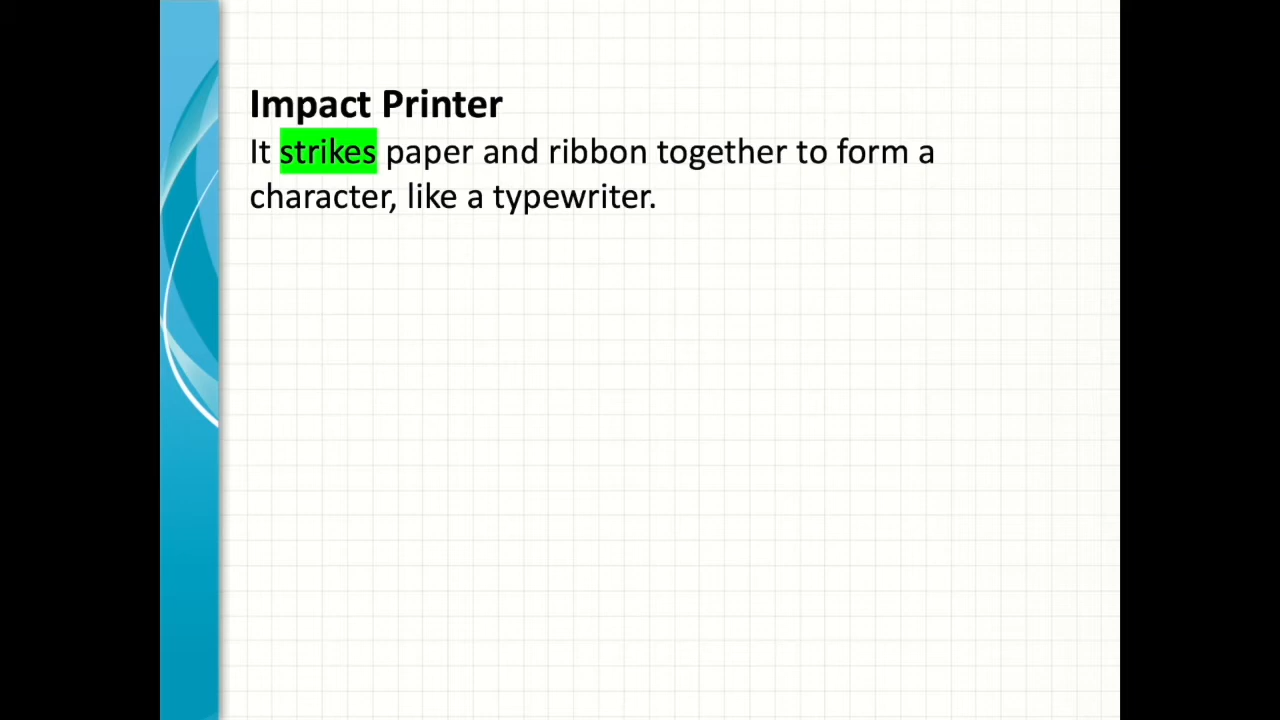 Impact Printer
It strikes paper and ribbon together to form a
character, like a typewriter.